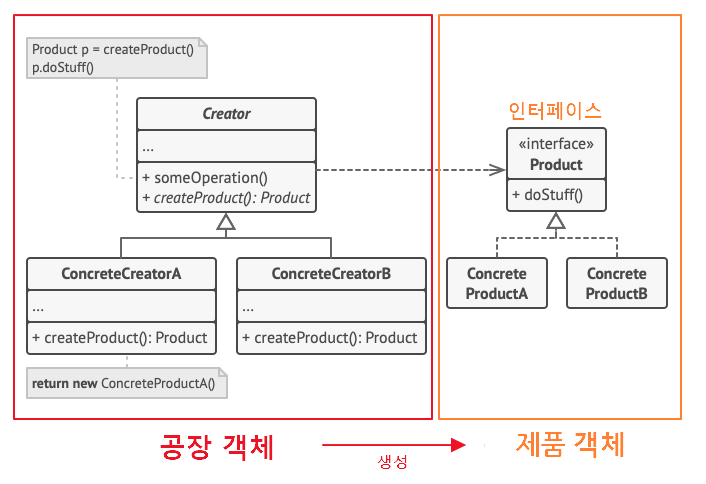 Product p = createProduct()
p.doStuff()
Creator
...
+ someOperation()
+ createProduct(): Product
ConcreteCreatorA
...
+ createProduct(): Product
ConcreteCreatorB
...
+ createProduct(): Product
return new ConcreteProductA()
인터페이스
«interface»
Product
+ doStuff()
Concrete
ProductA
Concrete
ProductB
공장 객체
생성
제품 객체